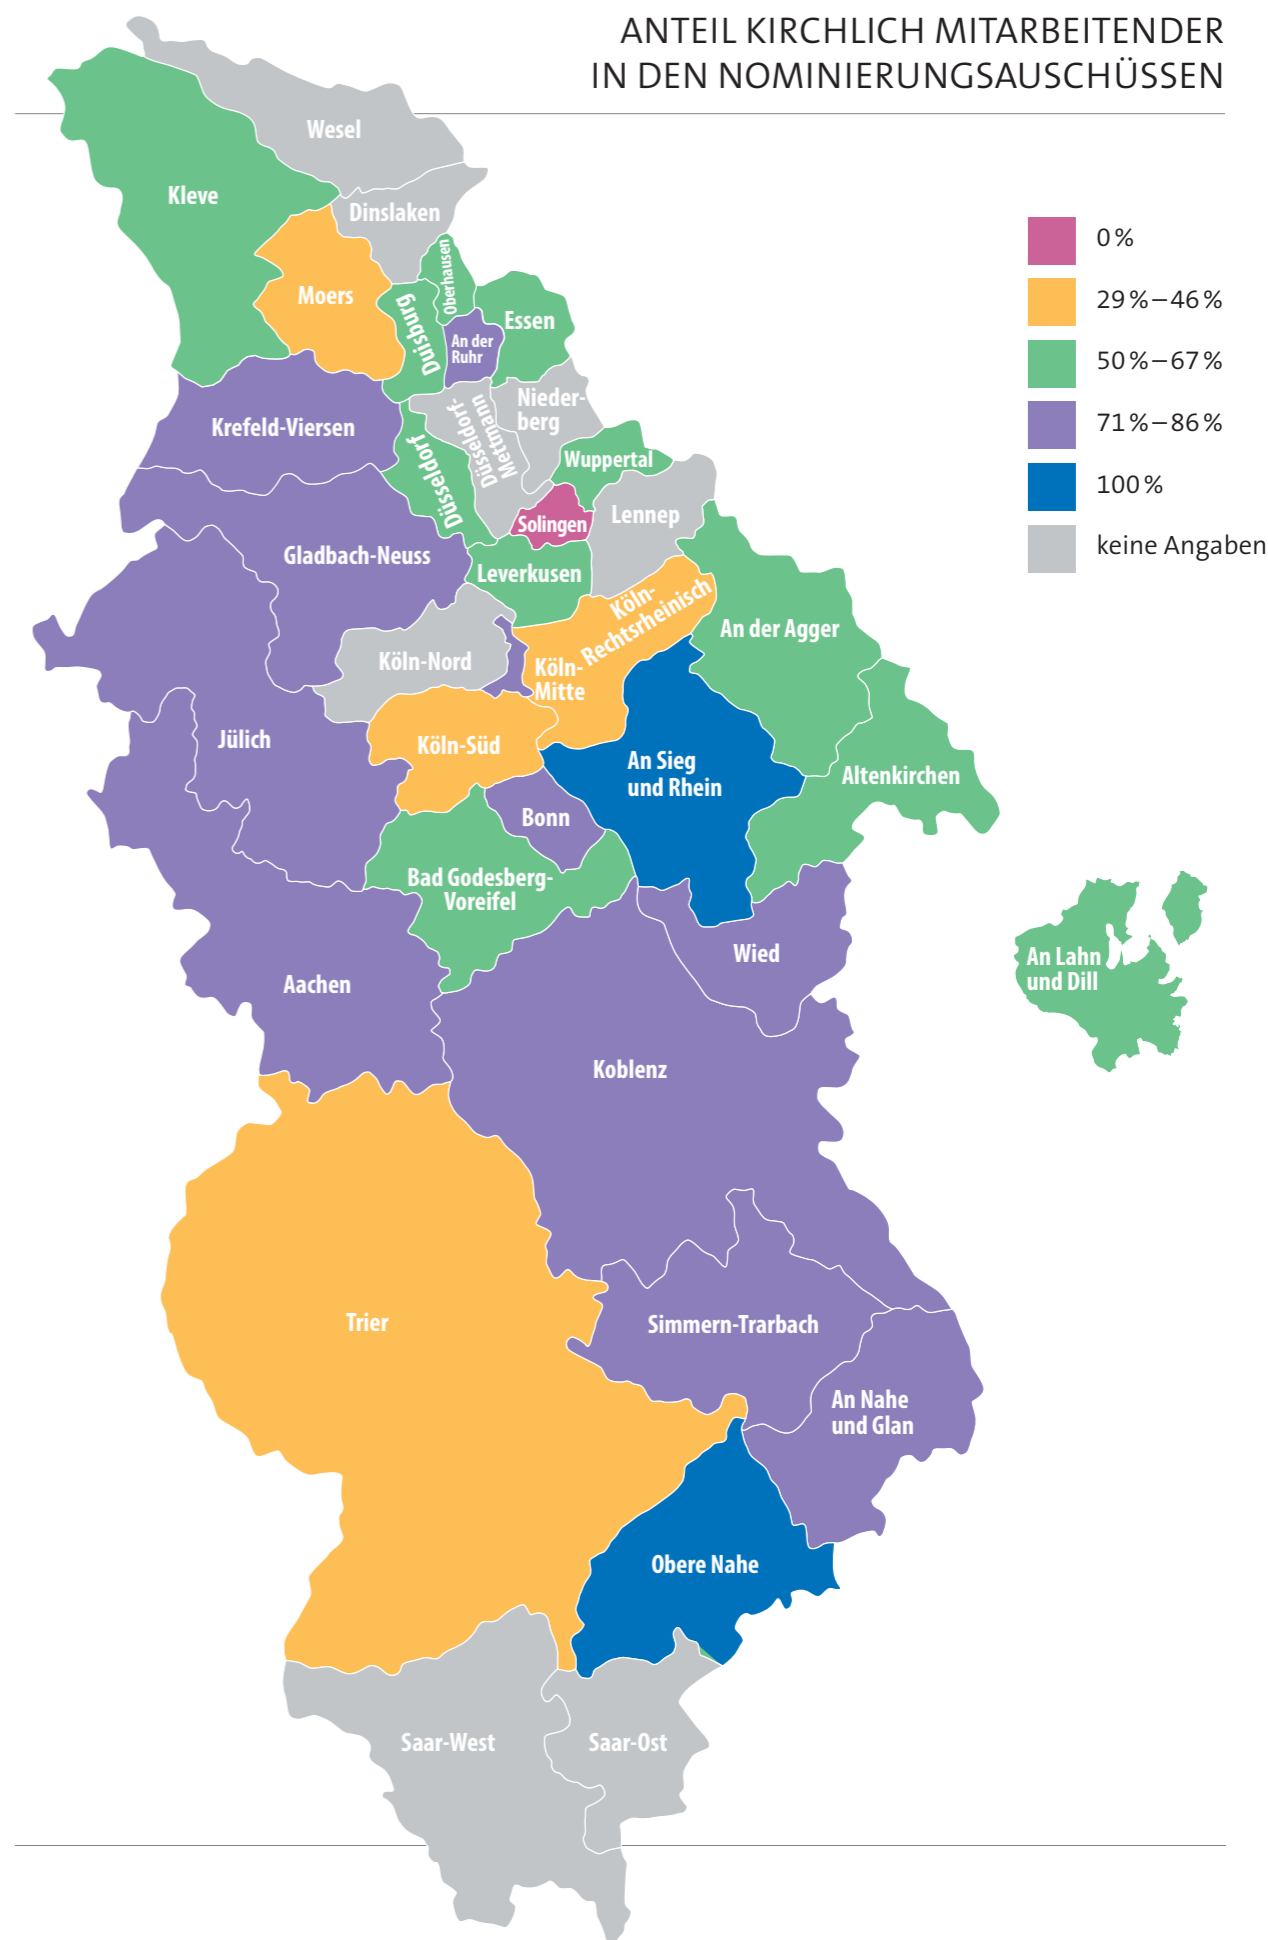 ANTEIL KIRCHLICH MITARBEITENDER
IN DEN NOMINIERUNGSAUSCHÜSSEN
0 %
29 % – 46 %
50 % – 67 %
71 % – 86 %
100 %
keine Angaben
Wesel
Kleve
Dinslaken
Moers
Oberhausen
Duisburg
Essen
An der
Ruhr
Krefeld-Viersen
Nieder-
berg
Düsseldorf-
Mettmann
Düsseldorf
Wuppertal
Solingen
Lennep
Gladbach-Neuss
Leverkusen
Köln-
Rechtsrheinisch
An der Agger
Köln-Nord
Köln-
Mitte
Jülich
Köln-Süd
An Sieg
und Rhein
Altenkirchen
Bonn
Bad Godesberg-
Voreifel
Wied
An Lahn
und Dill
Aachen
Koblenz
Trier
Simmern-Trarbach
An Nahe
und Glan
Obere Nahe
Saar-West
Saar-Ost